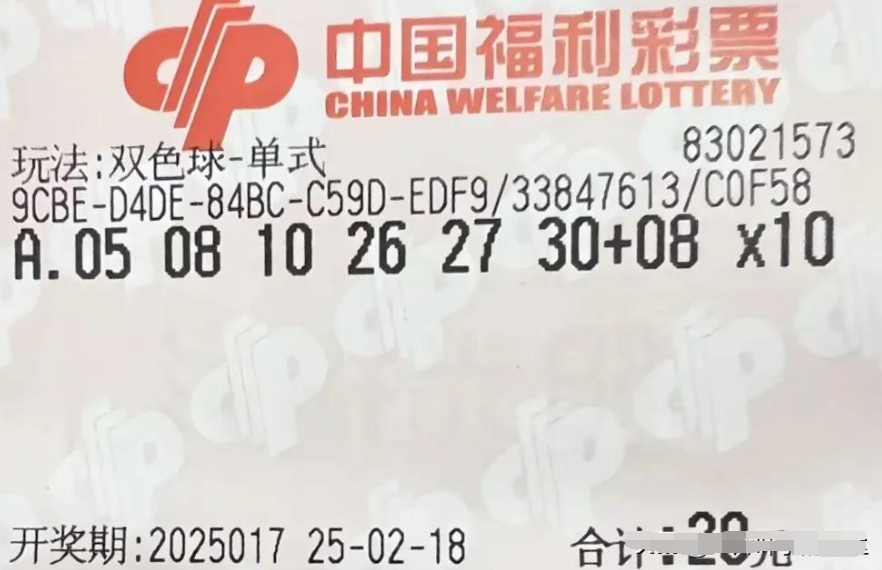 中国福利彩票
CHINA WELFARE LOTTERY
83021573
玩法:双色球-单式
9CBE-D4DE-84BC-C59D-EDF9/33847613/C0F58
A.05 08 10 26 27 30+08 x10
开奖期:2025017 25-02-18 合计:20元